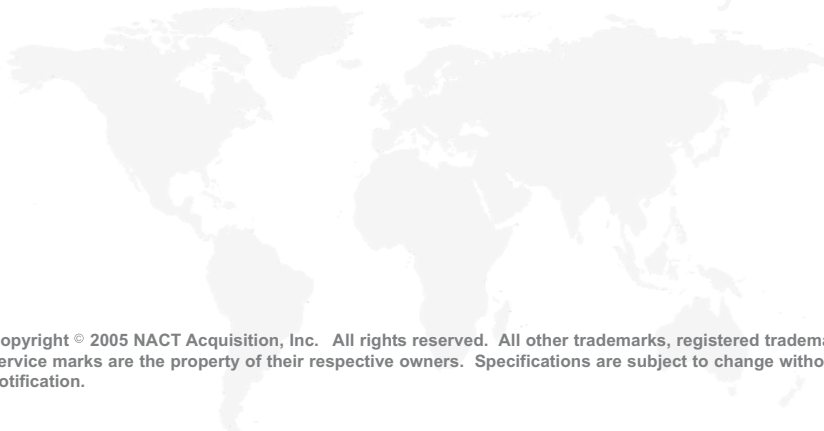 opyright © 2005 NACT Acquisition, Inc. All rights reserved. All other trademarks, registered tradema
ervice marks are the property of their respective owners. Specifications are subject to change witho
otification.